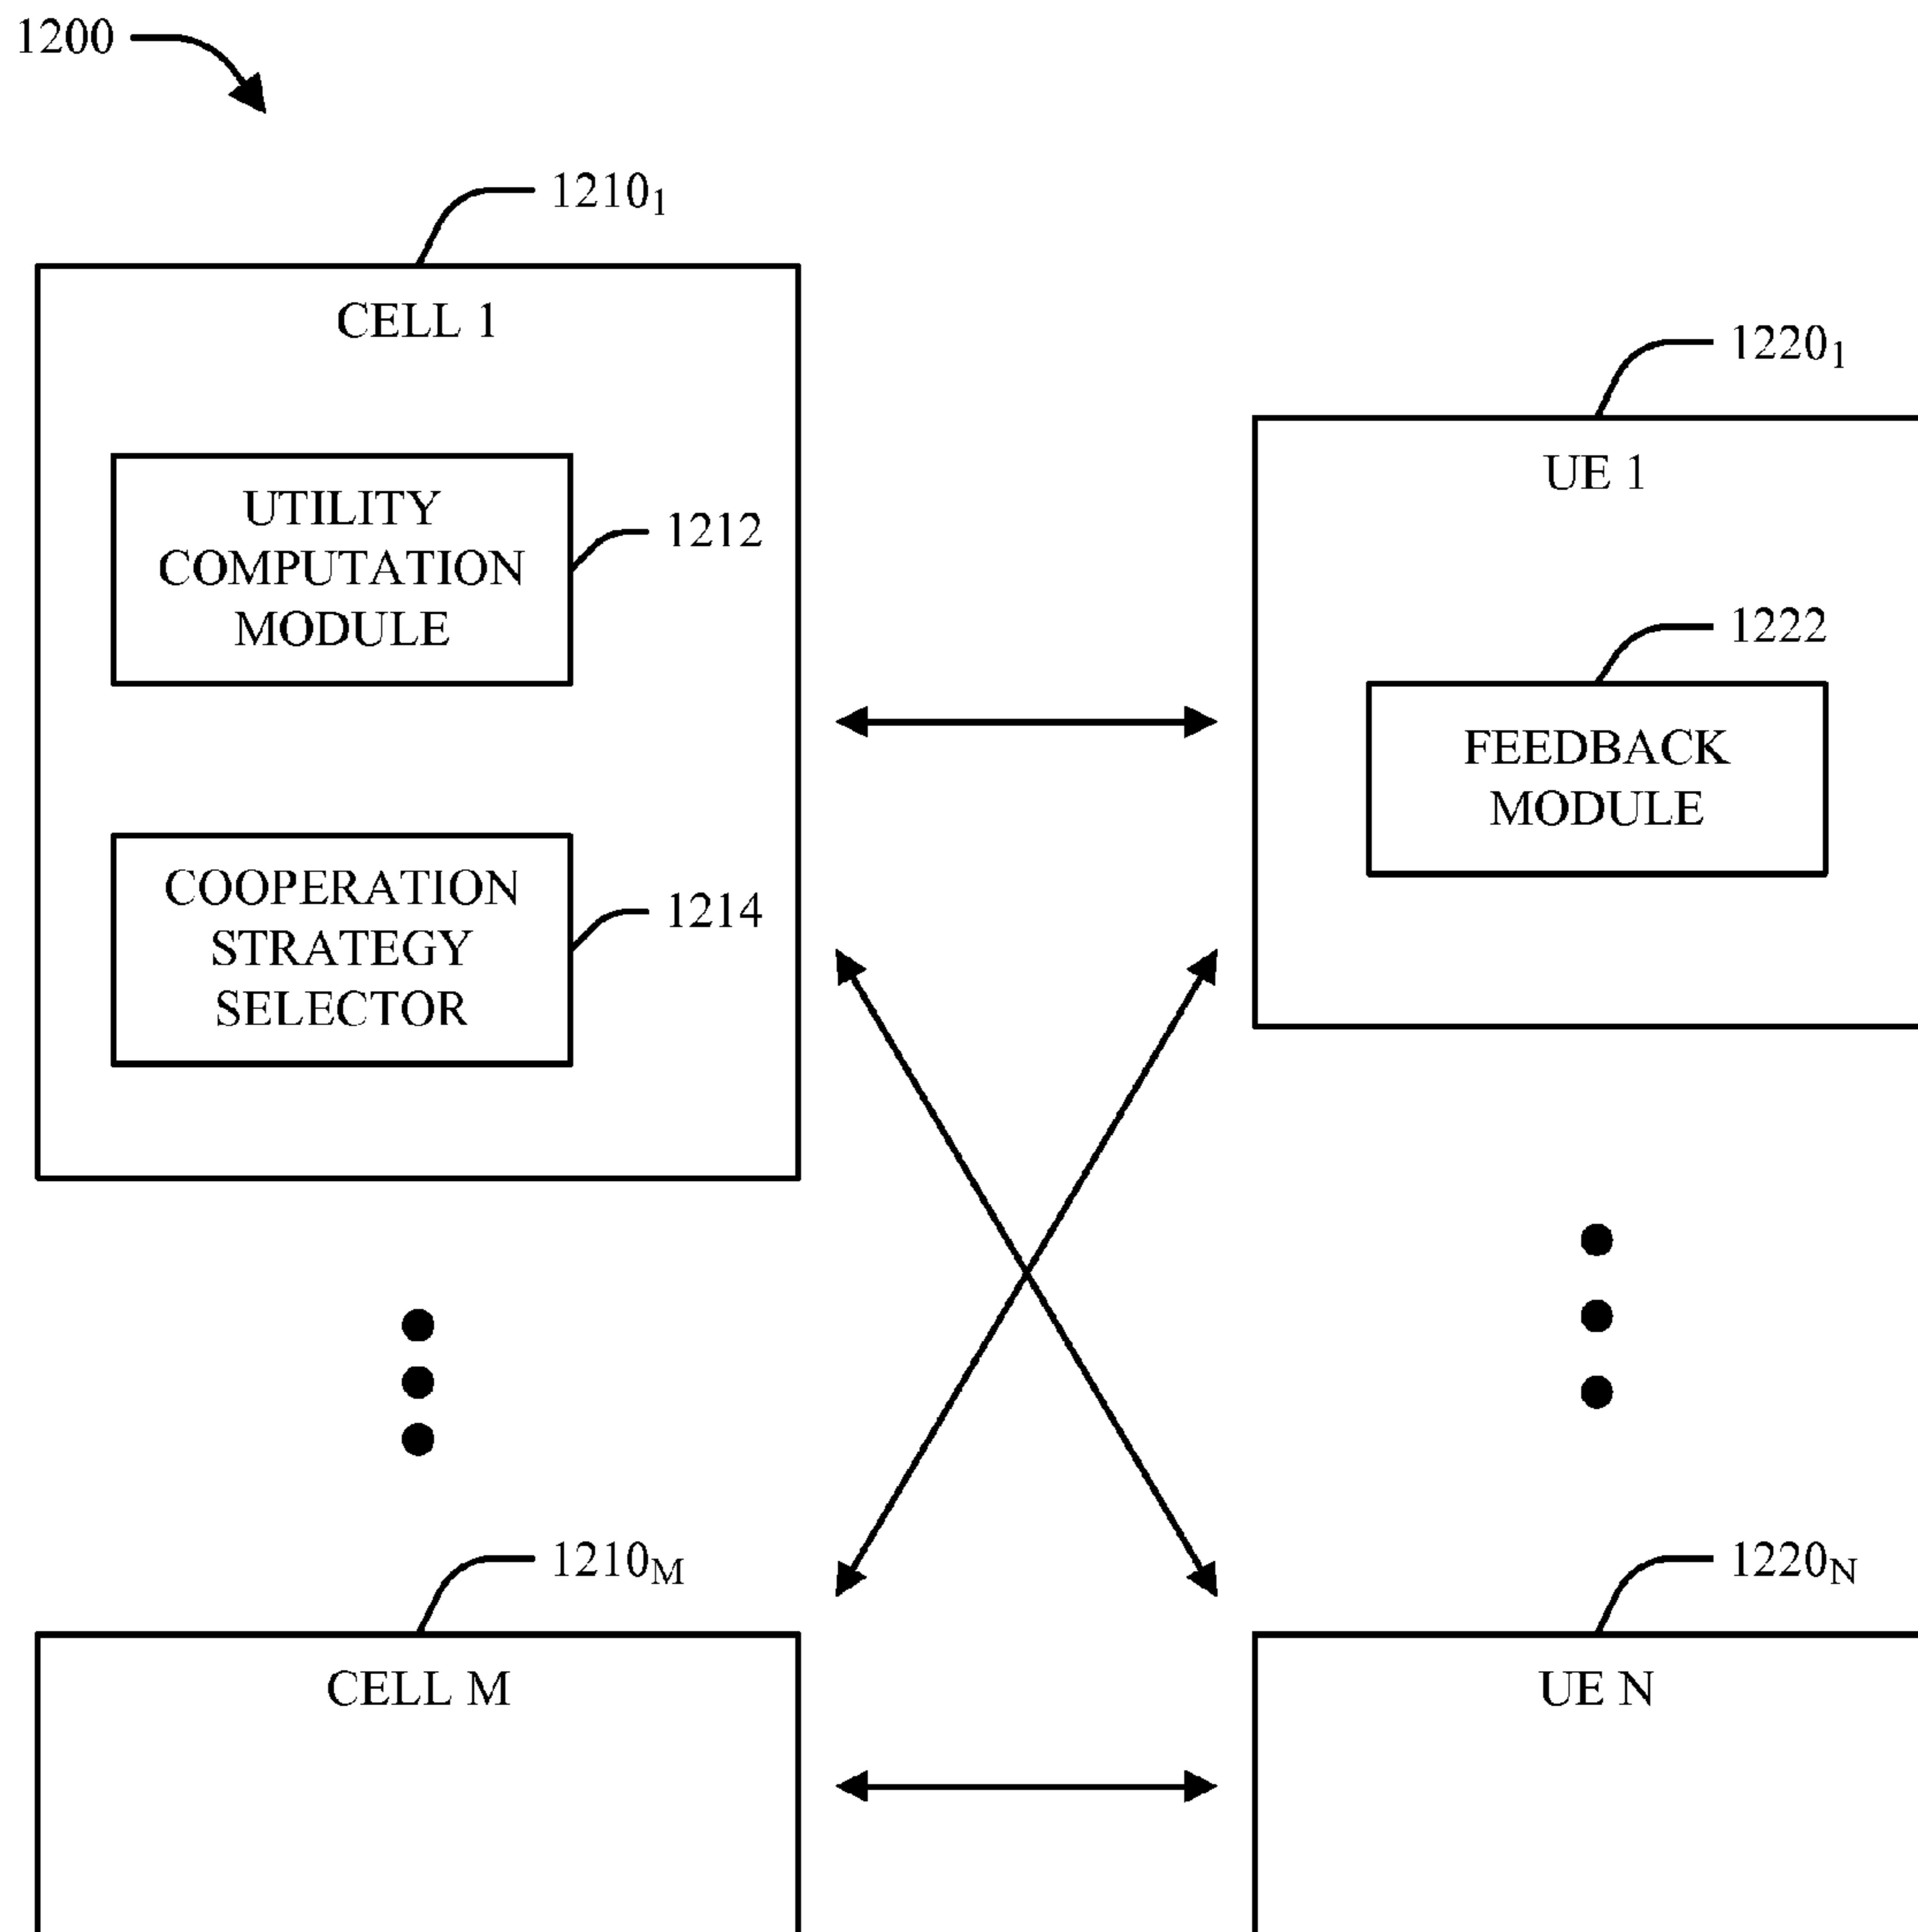 1200
1210₁
CELL 1
1220₁
UE 1
UTILITY
COMPUTATION
MODULE
1212
1222
FEEDBACK
MODULE
COOPERATION
STRATEGY
SELECTOR
1214
1210M
CELL M
1220N
UE N